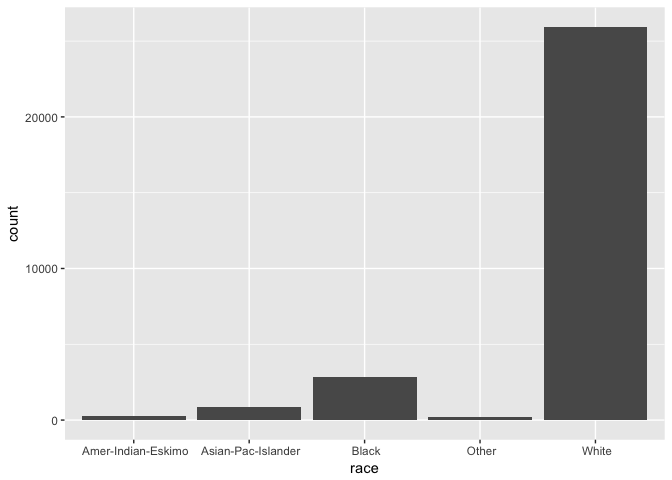 20000
10000
0
count
Amer-Indian-Eskimo Asian-Pac-Islander Black Other White
race